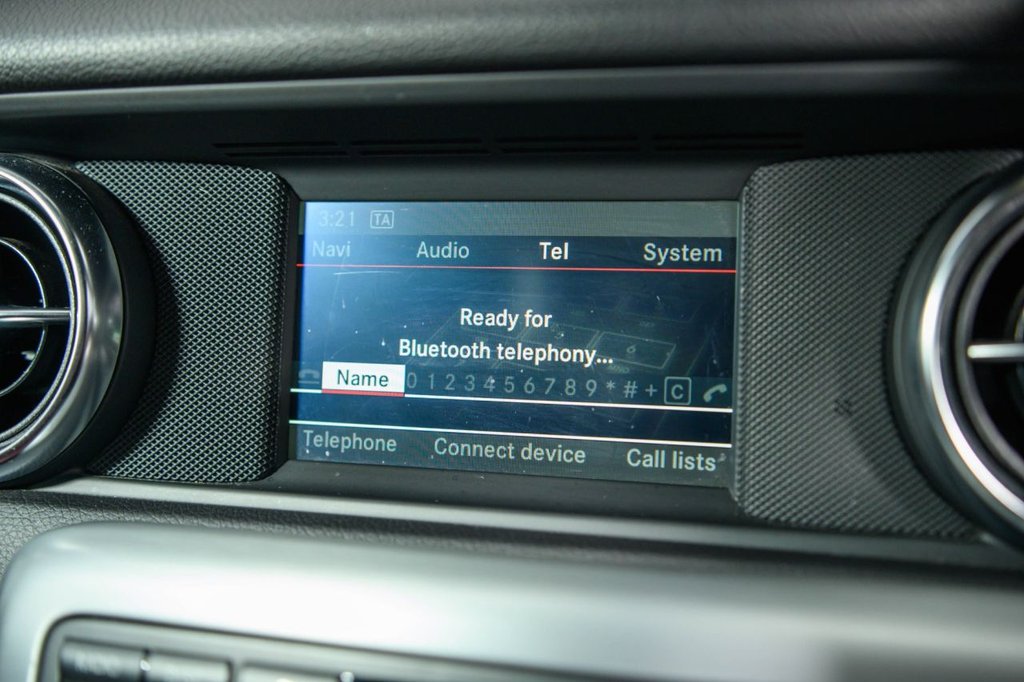 3:21 TA
Navi Audio Tel System
Ready for
Bluetooth telephony...
Name 0 1 2 3 4 5 6 7 8 9 * # + C
Telephone Connect device Call lists